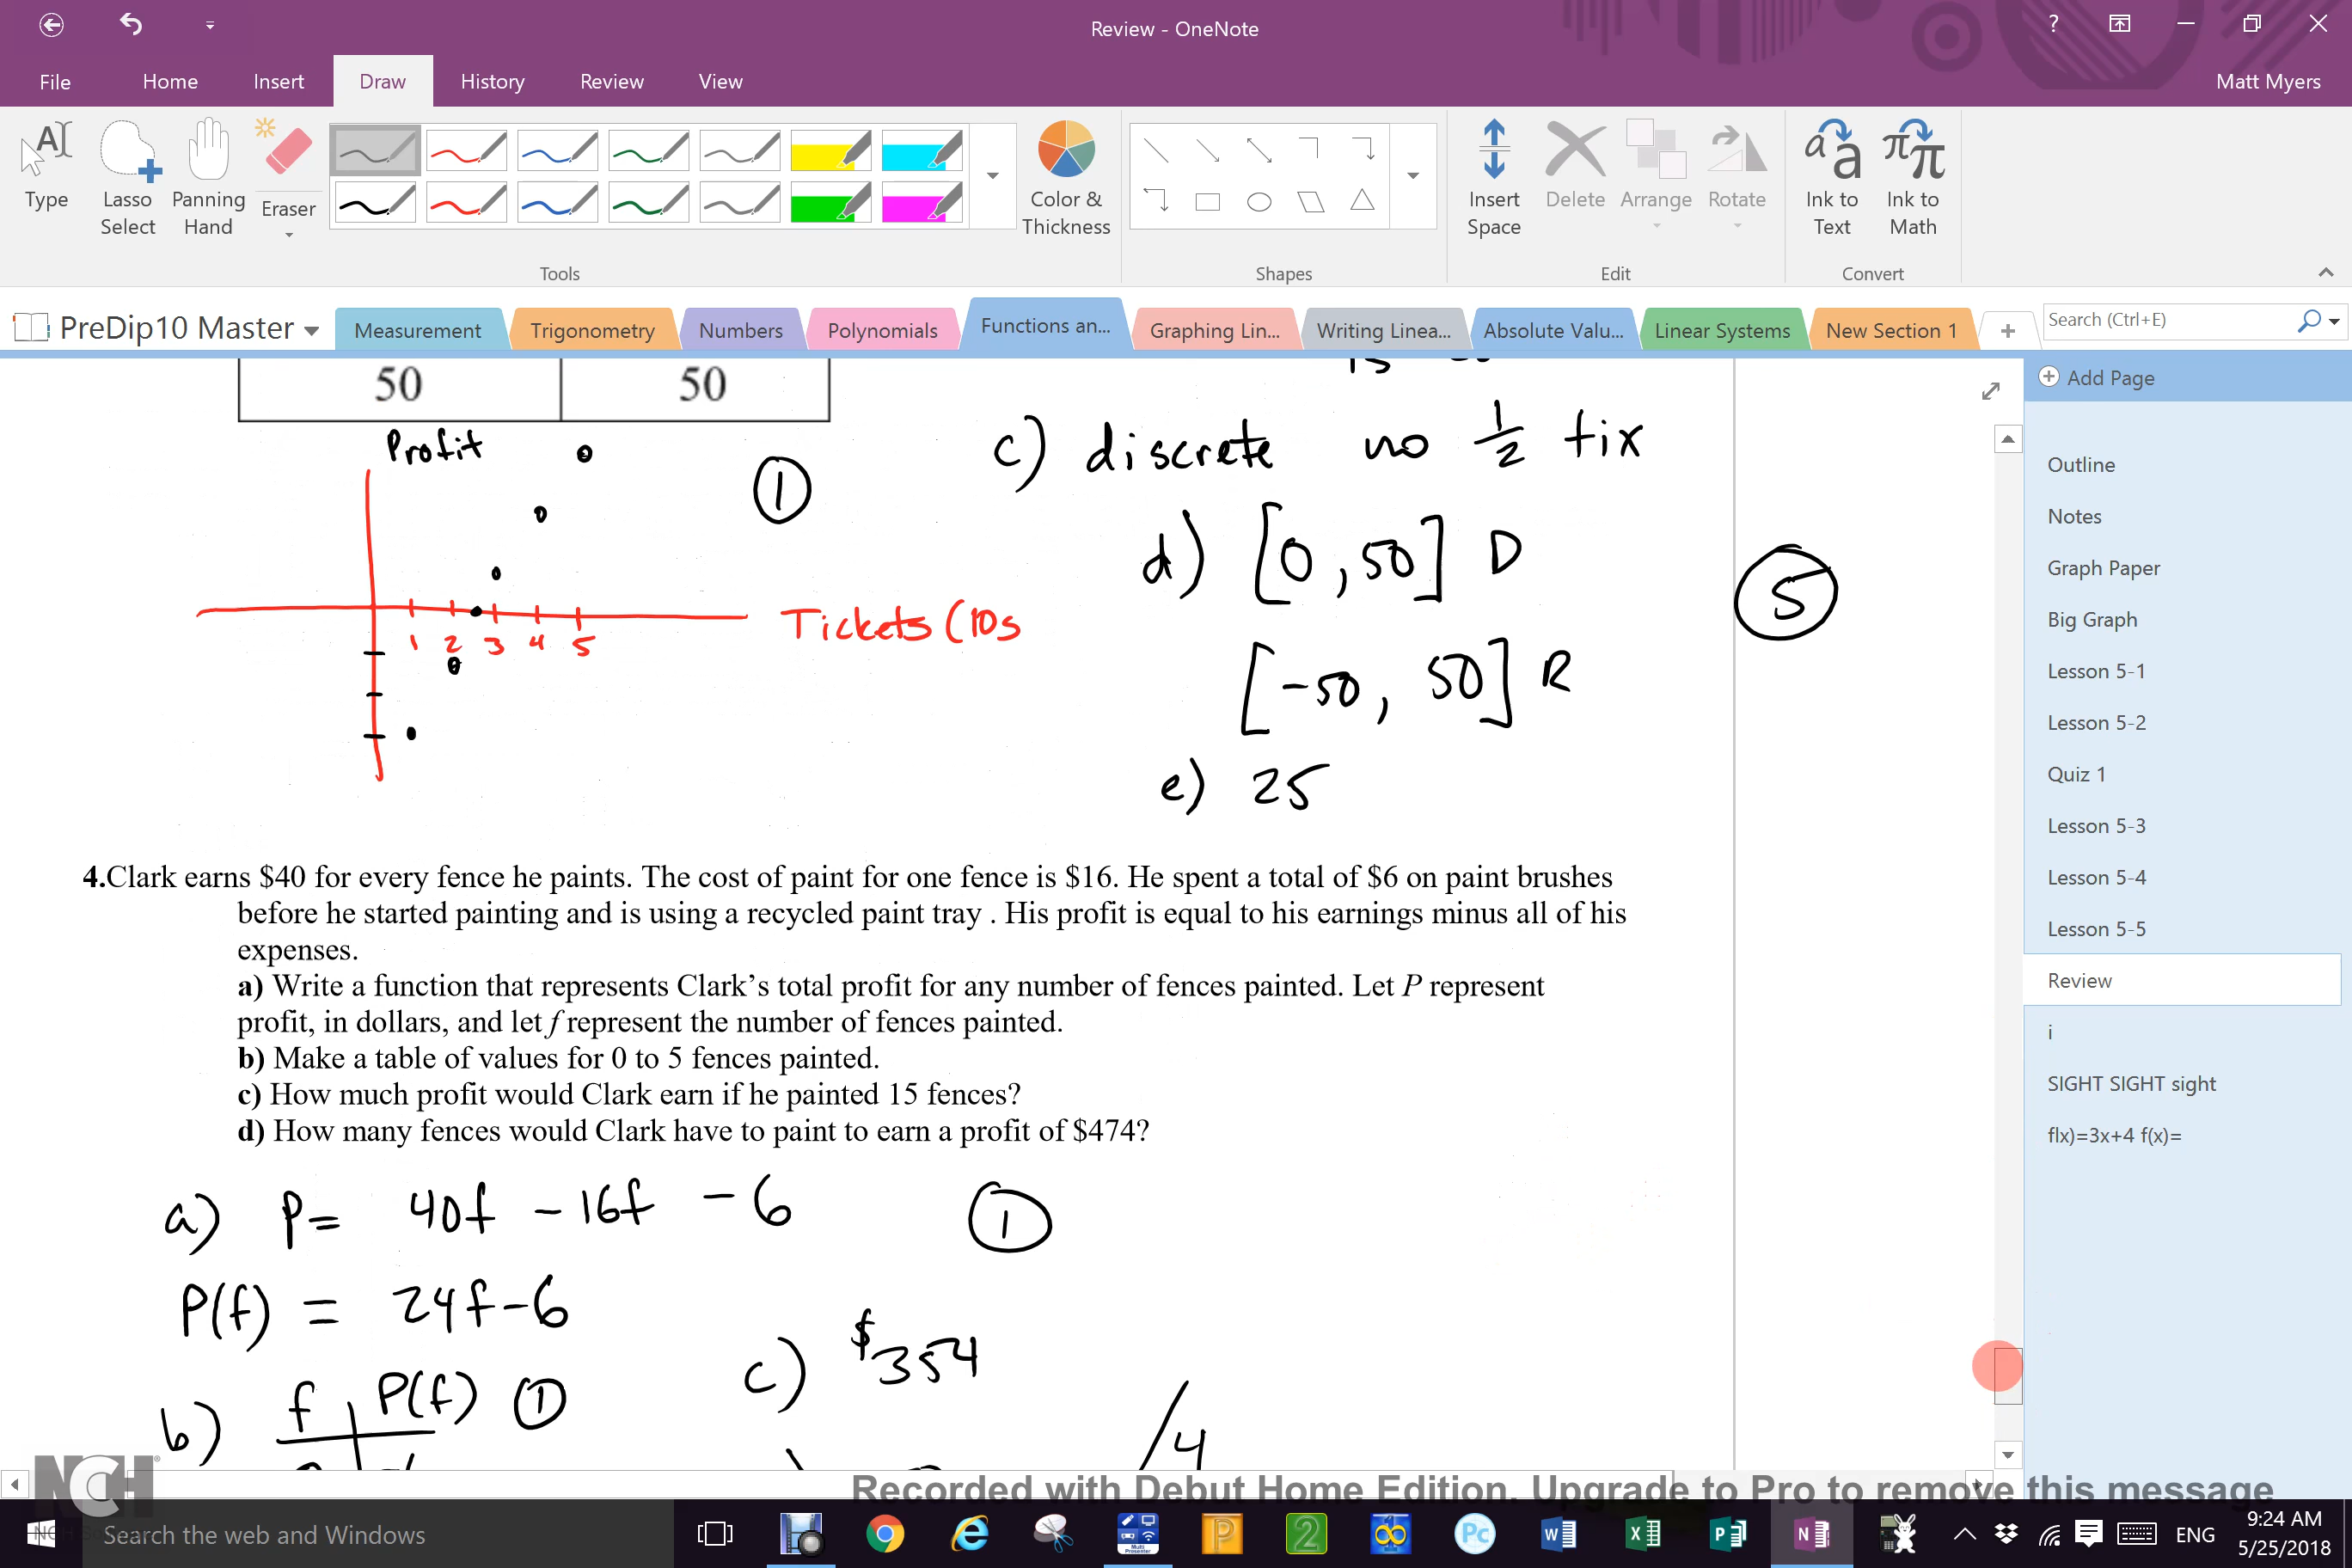 Review - OneNote
?
File Home Insert Draw History Review View Matt Myers
Type
Lasso Select
Panning Hand
Eraser
Color & Thickness
Insert Space
Delete
Arrange
Rotate
Ink to Text
Ink to Math
Tools Shapes Edit Convert
PreDip10 Master Measurement Trigonometry Numbers Polynomials Functions an... Graphing Lin... Writing Linea... Absolute Valu... Linear Systems New Section 1 + Search (Ctrl+E)
50 50
Profit
1
1 2 3 4 5
Tickets (10s
c) discrete no 1/2 tix
d) [0, 50] D
[-50, 50] R
e) 25
5
4.Clark earns $40 for every fence he paints. The cost of paint for one fence is $16. He spent a total of $6 on paint brushes
before he started painting and is using a recycled paint tray . His profit is equal to his earnings minus all of his
expenses.
a) Write a function that represents Clark’s total profit for any number of fences painted. Let P represent
profit, in dollars, and let f represent the number of fences painted.
b) Make a table of values for 0 to 5 fences painted.
c) How much profit would Clark earn if he painted 15 fences?
d) How many fences would Clark have to paint to earn a profit of $474?
a) P= 40f - 16f - 6 1
P(f) = 24f-6
b) f P(f) 1
c) $354
/4
Add Page
Outline
Notes
Graph Paper
Big Graph
Lesson 5-1
Lesson 5-2
Quiz 1
Lesson 5-3
Lesson 5-4
Lesson 5-5
Review
i
SIGHT SIGHT sight
flx)=3x+4 f(x)=
NCH
Recorded with Debut Home Edition. Upgrade to Pro to remove this message
Search the web and Windows
ENG
9:24 AM
5/25/2018